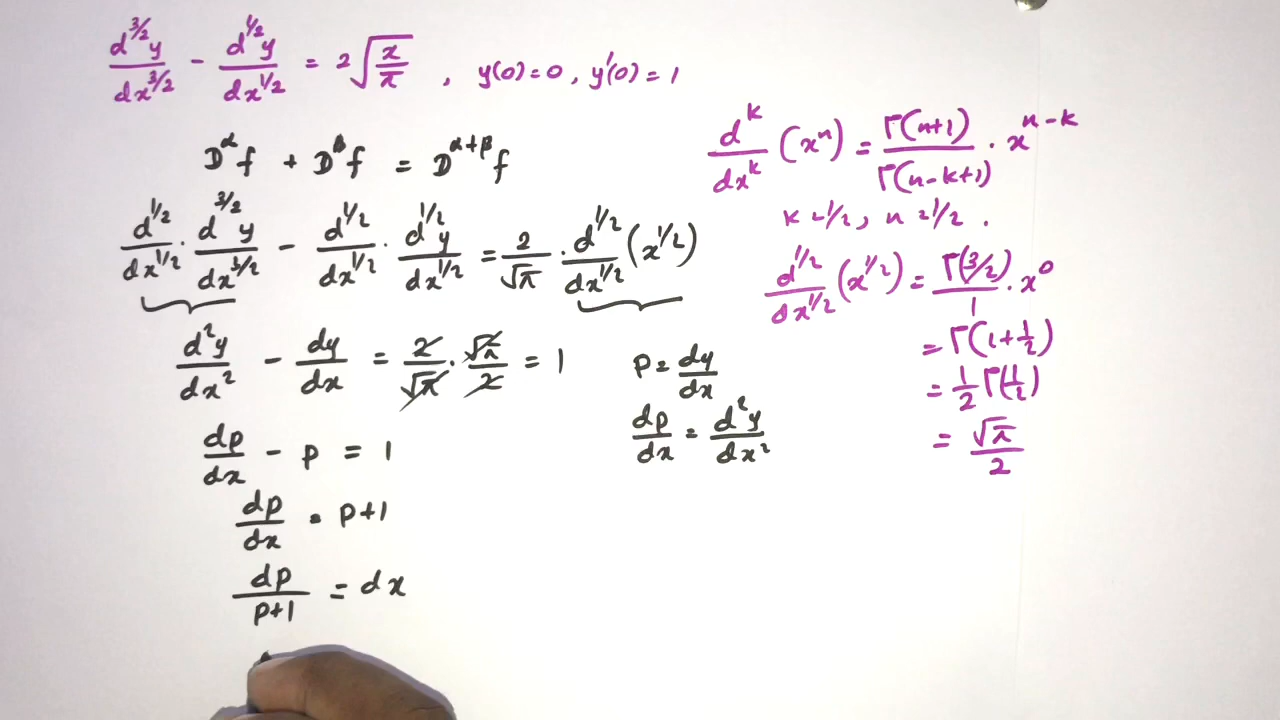 d^{3/2}y/dx^{3/2} - d^{1/2}y/dx^{1/2} = 2√(x/π) , y(0)=0 , y'(0)=1
D^α f + D^β f = D^{α+β} f
d^{1/2}/dx^{1/2} · d^{3/2}y/dx^{3/2} - d^{1/2}/dx^{1/2} · d^{1/2}y/dx^{1/2} = 2/√π · d^{1/2}/dx^{1/2} (x^{1/2})
d²y/dx² - dy/dx = 2/√π · √π/2 = 1
dp/dx - p = 1
dp/dx = p+1
dp/(p+1) = dx
p = dy/dx
dp/dx = d²y/dx²
d^k/dx^k (x^n) = Γ(n+1)/Γ(n-k+1) · x^{n-k}
k = 1/2, n = 1/2 .
d^{1/2}/dx^{1/2} (x^{1/2}) = Γ(3/2)/1 · x^0
= Γ(1+1/2)
= 1/2 Γ(1/2)
= √π/2